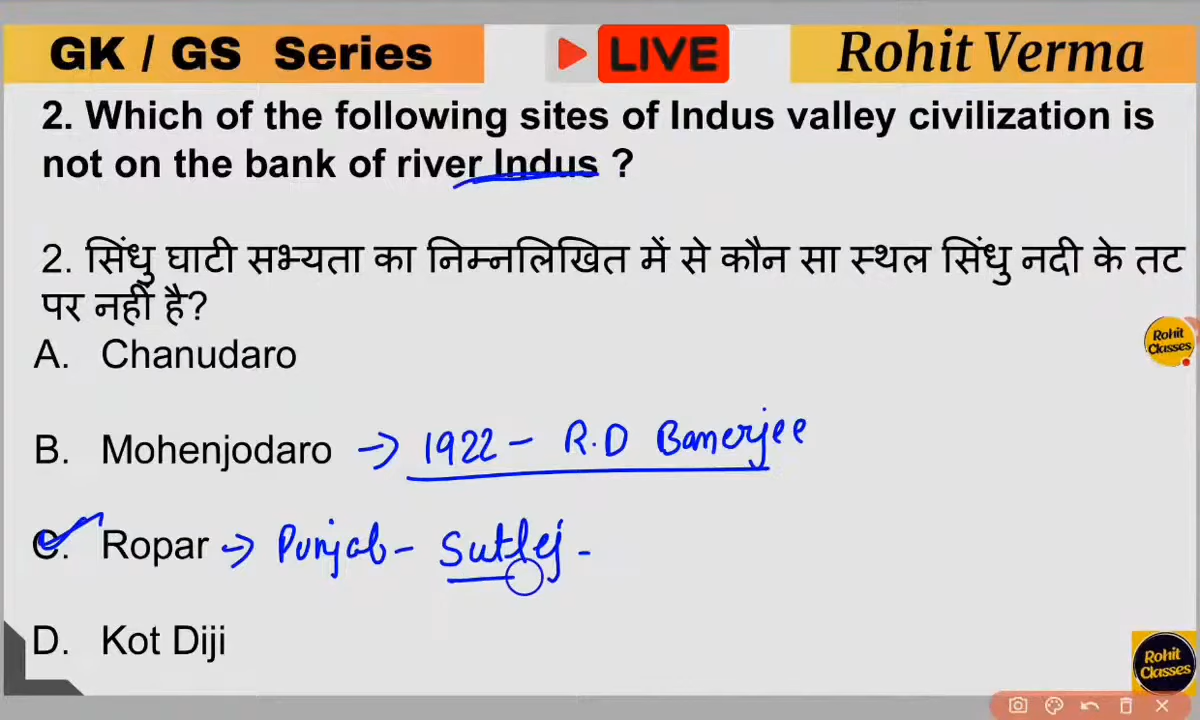 GK / GS Series
LIVE
Rohit Verma
2. Which of the following sites of Indus valley civilization is
not on the bank of river Indus ?
2. सिंधु घाटी सभ्यता का निम्नलिखित में से कौन सा स्थल सिंधु नदी के तट
पर नहीं है?
A. Chanudaro
Rohit
Classes
B. Mohenjodaro → 1922 - R.D Banerjee
C. Ropar → Punjab - Sutlej -
D. Kot Diji
Rohit
Classes